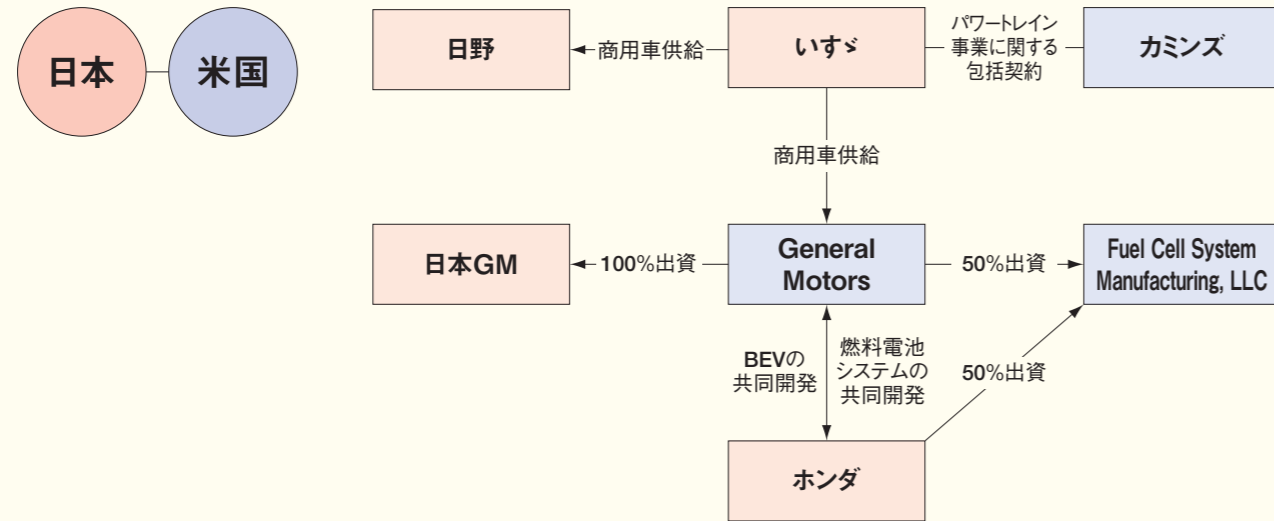 日本
米国
日野
商用車供給
いすゞ
パワートレイン
事業に関する
包括契約
カミンズ
商用車供給
日本GM
100%出資
General
Motors
50%出資
Fuel Cell System
Manufacturing, LLC
BEVの
共同開発
燃料電池
システムの
共同開発
50%出資
ホンダ